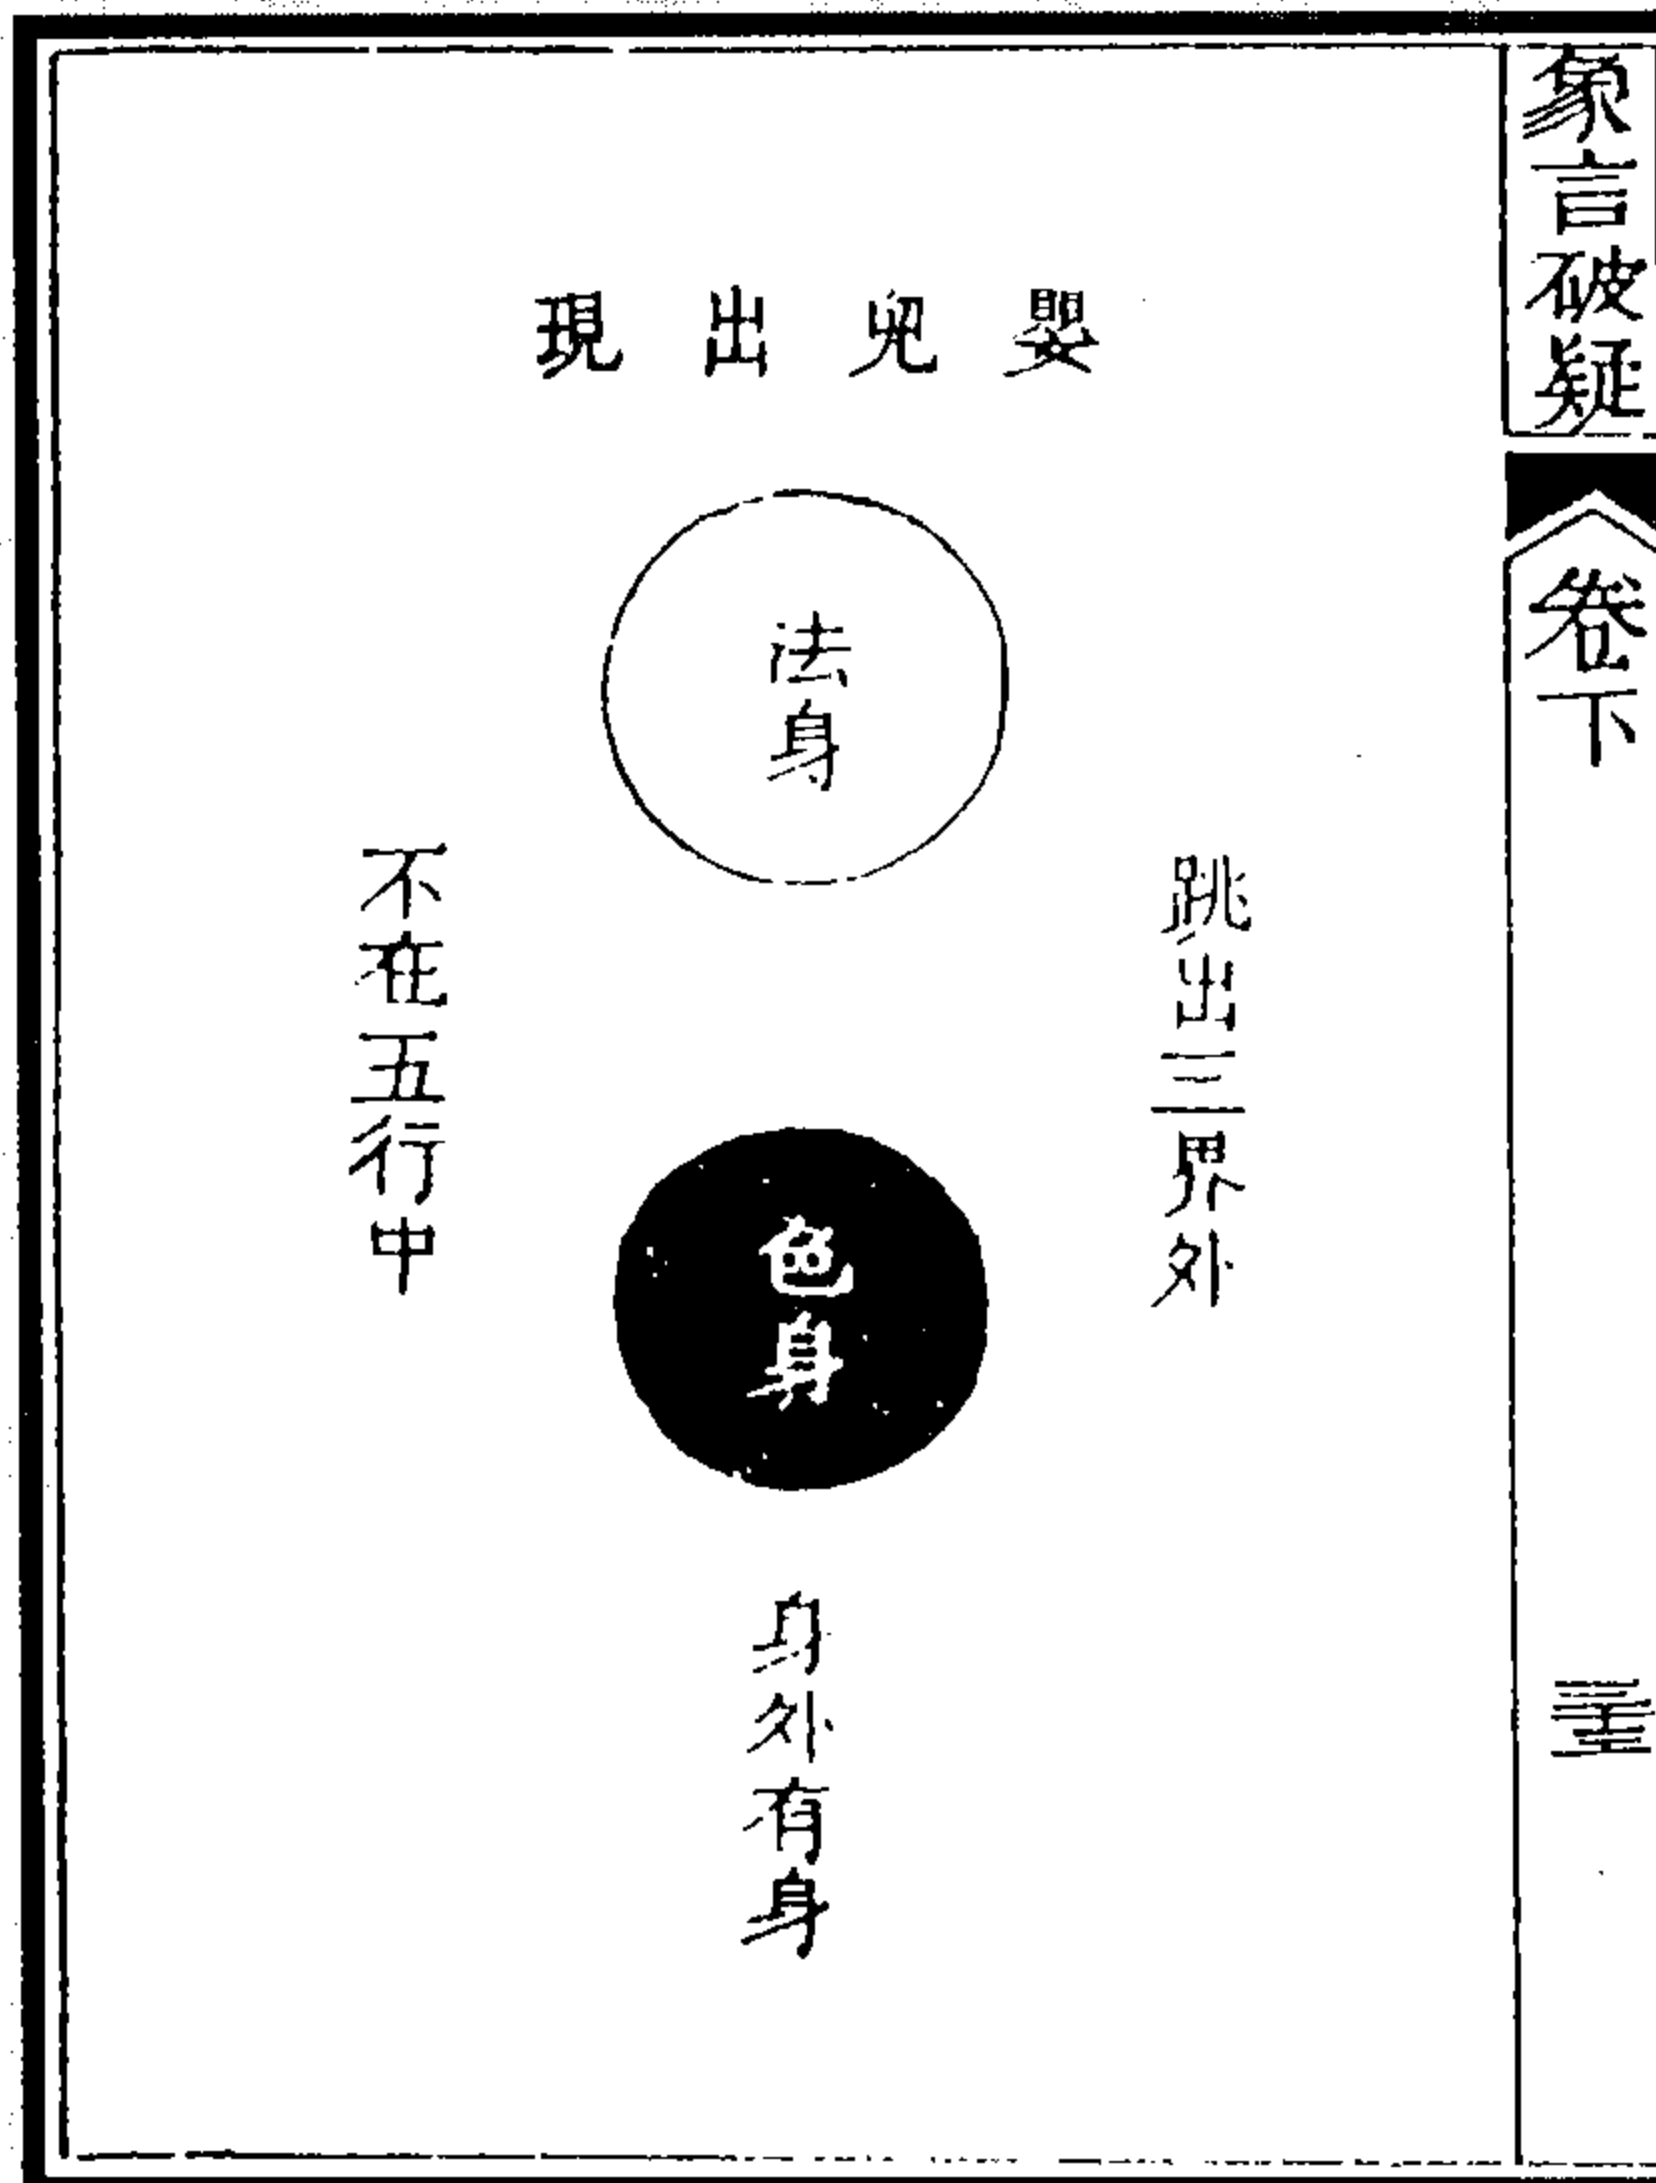 象言破疑
卷下
嬰兒出現
法身
跳出三界外
不在五行中
色身
身外有身